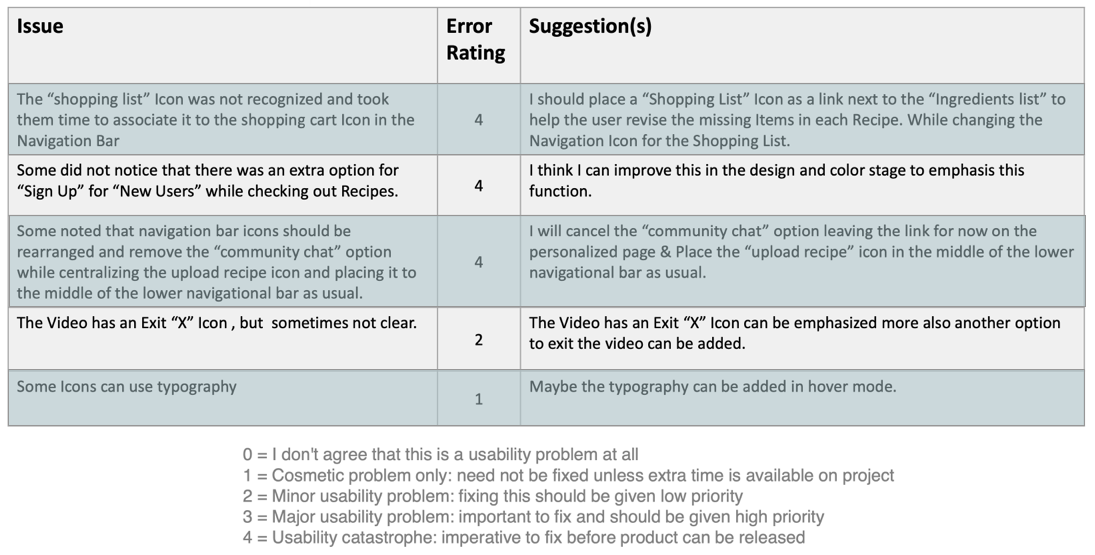 Issue
Error
Rating
Suggestion(s)
The “shopping list” Icon was not recognized and took
them time to associate it to the shopping cart Icon in the
Navigation Bar
4
I should place a “Shopping List” Icon as a link next to the “Ingredients list” to
help the user revise the missing Items in each Recipe. While changing the
Navigation Icon for the Shopping List.
Some did not notice that there was an extra option for
“Sign Up” for “New Users” while checking out Recipes.
4
I think I can improve this in the design and color stage to emphasis this
function.
Some noted that navigation bar icons should be
rearranged and remove the “community chat” option
while centralizing the upload recipe icon and placing it to
the middle of the lower navigational bar as usual.
4
I will cancel the “community chat” option leaving the link for now on the
personalized page & Place the “upload recipe” icon in the middle of the lower
navigational bar as usual.
The Video has an Exit “X” Icon , but sometimes not clear.
2
The Video has an Exit “X” Icon can be emphasized more also another option
to exit the video can be added.
Some Icons can use typography
1
Maybe the typography can be added in hover mode.
0 = I don't agree that this is a usability problem at all
1 = Cosmetic problem only: need not be fixed unless extra time is available on project
2 = Minor usability problem: fixing this should be given low priority
3 = Major usability problem: important to fix and should be given high priority
4 = Usability catastrophe: imperative to fix before product can be released